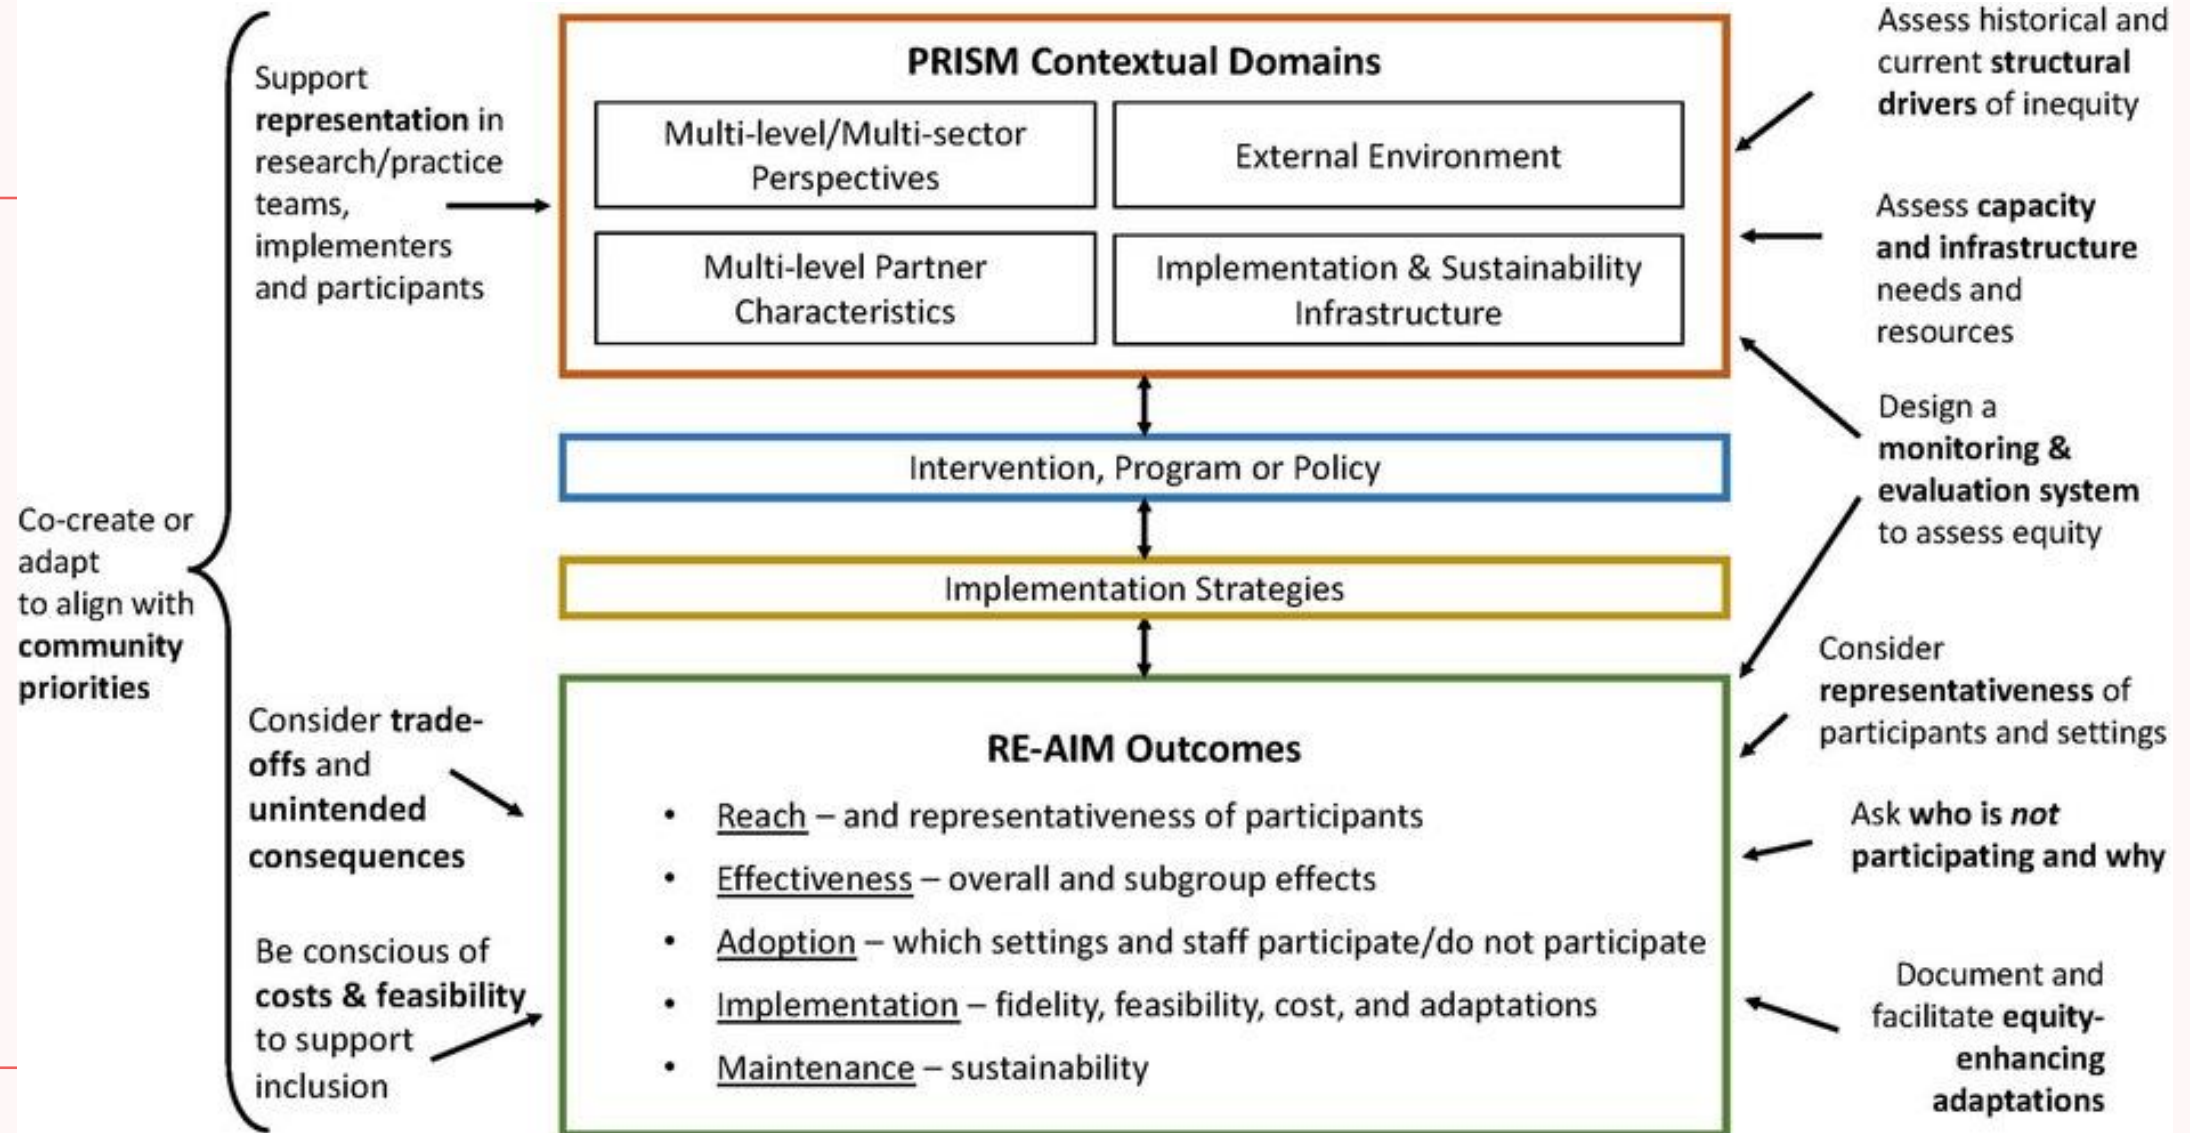 Co-create or
adapt
to align with
community
priorities
Support
representation in
research/practice
teams,
implementers
and participants
Consider trade-
offs and
unintended
consequences
Be conscious of
costs & feasibility
to support
inclusion
PRISM Contextual Domains
Multi-level/Multi-sector
Perspectives
External Environment
Multi-level Partner
Characteristics
Implementation & Sustainability
Infrastructure
Intervention, Program or Policy
Implementation Strategies
RE-AIM Outcomes
• Reach – and representativeness of participants
• Effectiveness – overall and subgroup effects
• Adoption – which settings and staff participate/do not participate
• Implementation – fidelity, feasibility, cost, and adaptations
• Maintenance – sustainability
Assess historical and
current structural
drivers of inequity
Assess capacity
and infrastructure
needs and
resources
Design a
monitoring &
evaluation system
to assess equity
Consider
representativeness of
participants and settings
Ask who is not
participating and why
Document and
facilitate equity-
enhancing
adaptations